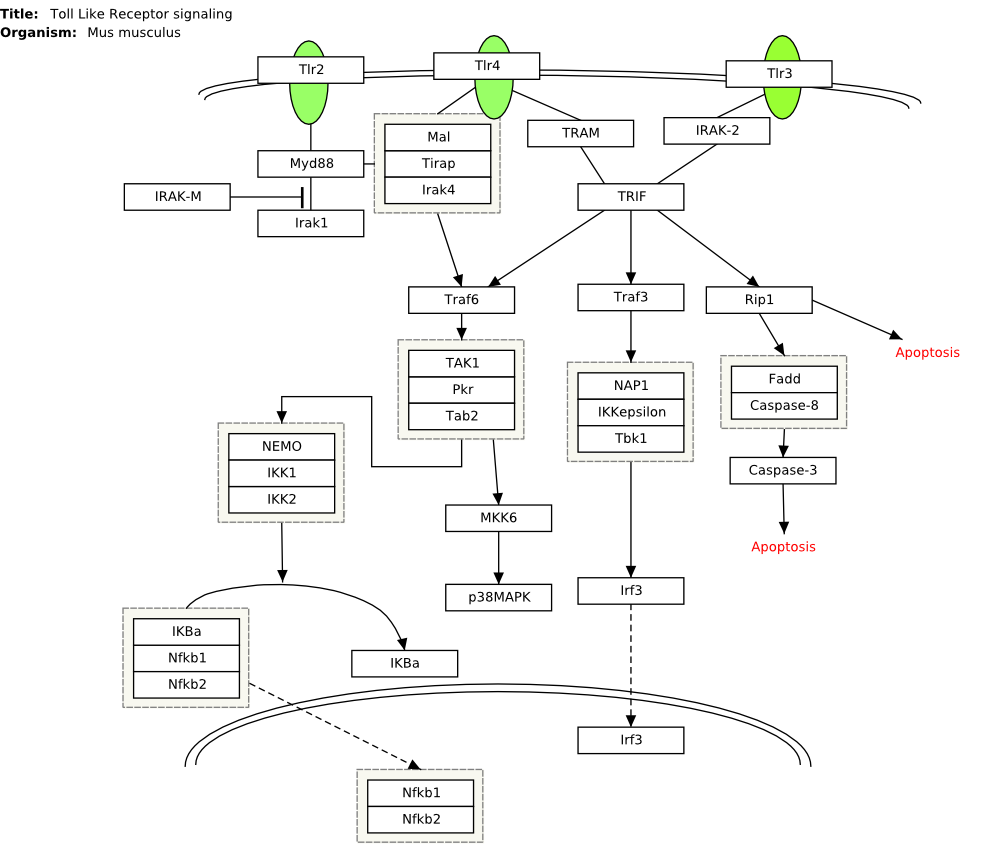 Title: Toll Like Receptor signaling
Organism: Mus musculus
Tlr2
Tlr4
Tlr3
Mal
Tirap
Irak4
TRAM
IRAK-2
Myd88
IRAK-M
TRIF
Irak1
Traf6
Traf3
Rip1
Apoptosis
TAK1
Pkr
Tab2
NAP1
IKKepsilon
Tbk1
Fadd
Caspase-8
NEMO
IKK1
IKK2
Caspase-3
MKK6
Apoptosis
p38MAPK
Irf3
IKBa
Nfkb1
Nfkb2
IKBa
Irf3
Nfkb1
Nfkb2